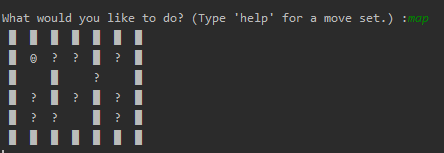 What would you like to do? (Type 'help' for a move set.) :map
█ █ █ █ █ █ █
█ @ ? ? █ ? █
█   █   ?   █
█ ? █ ? █ ? █
█ ? ?   █ ? █
█ █ █ █ █ █ █